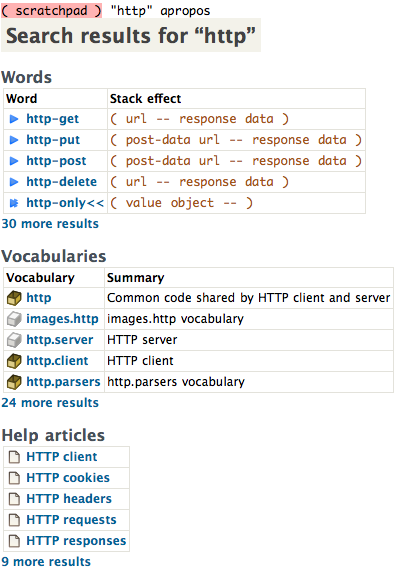 ( scratchpad ) "http" apropos
Search results for “http”
Words
Word Stack effect
http-get ( url -- response data )
http-put ( post-data url -- response data )
http-post ( post-data url -- response data )
http-delete ( url -- response data )
http-only<< ( value object -- )
30 more results
Vocabularies
Vocabulary Summary
http Common code shared by HTTP client and server
images.http images.http vocabulary
http.server HTTP server
http.client HTTP client
http.parsers http.parsers vocabulary
24 more results
Help articles
HTTP client
HTTP cookies
HTTP headers
HTTP requests
HTTP responses
9 more results